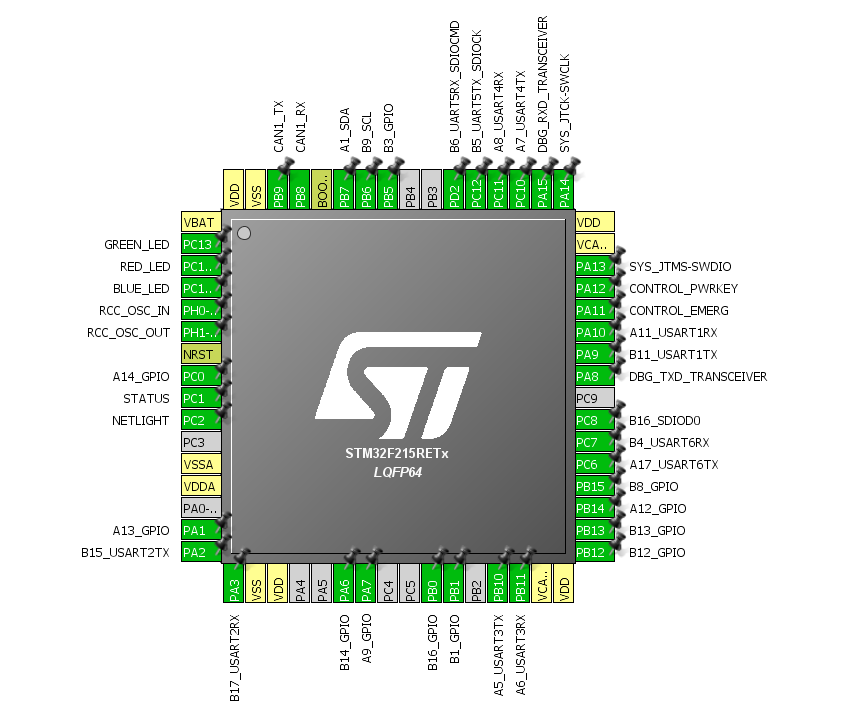 B6_UART5RX_SDIOCMD
B5_UART5TX_SDIOCK
A8_USART4RX
A7_USART4TX
DBG_RXD_TRANSCEIVER
SYS_JTCK-SWCLK
CAN1_TX
CAN1_RX
A1_SDA
B9_SCL
B3_GPIO
VDD
VSS
PB9
PB8
BOO..
PB7
PB6
PB5
PB4
PB3
PD2
PC12
PC11
PC10
PA15
PA14
VBAT
GREEN_LED PC13
RED_LED PC1..
BLUE_LED PC1..
RCC_OSC_IN PH0-..
RCC_OSC_OUT PH1-..
NRST
A14_GPIO PC0
STATUS PC1
NETLIGHT PC2
PC3
VSSA
VDDA
PA0-..
A13_GPIO PA1
B15_USART2TX PA2
STM32F215RETx
LQFP64
VDD
VCA..
PA13 SYS_JTMS-SWDIO
PA12 CONTROL_PWRKEY
PA11 CONTROL_EMERG
PA10 A11_USART1RX
PA9 B11_USART1TX
PA8 DBG_TXD_TRANSCEIVER
PC9
PC8 B16_SDIOD0
PC7 B4_USART6RX
PC6 A17_USART6TX
PB15 B8_GPIO
PB14 A12_GPIO
PB13 B13_GPIO
PB12 B12_GPIO
PA3
VSS
VDD
PA4
PA5
PA6
PA7
PC4
PC5
PB0
PB1
PB2
PB10
PB11
VCA..
VDD
B17_USART2RX
B14_GPIO
A9_GPIO
B16_GPIO
B1_GPIO
A5_USART3TX
A6_USART3RX